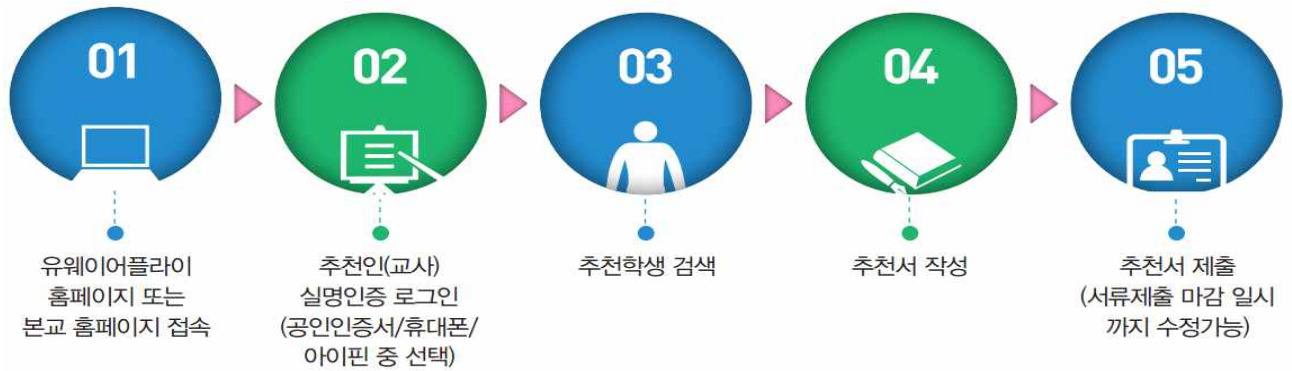 01
02
03
04
05
유웨이어플라이
홈페이지 또는
본교 홈페이지 접속
추천인(교사)
실명인증 로그인
(공인인증서/휴대폰/
아이핀 중 선택)
추천학생 검색
추천서 작성
추천서 제출
(서류제출 마감 일시
까지 수정가능)